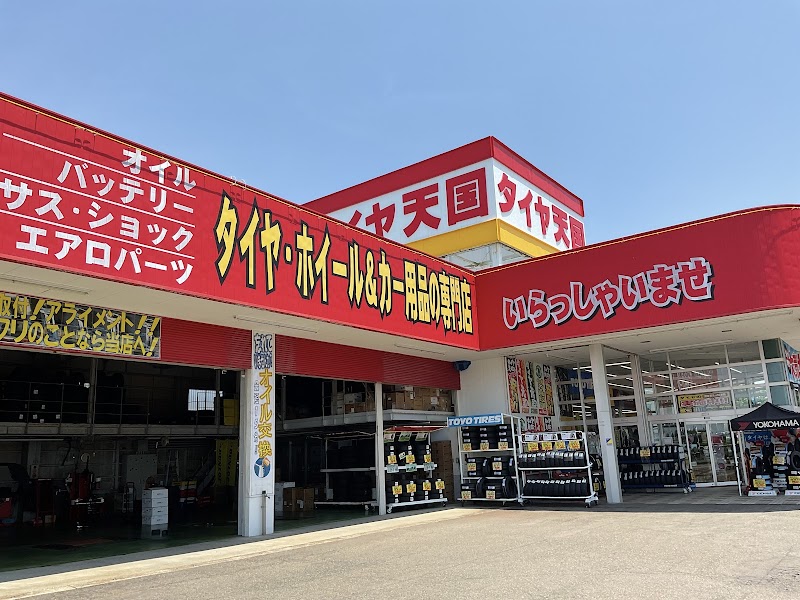 オイル
バッテリー
サス・ショック
エアロパーツ
タイヤ・ホイール&カー用品の専門店
タイヤ天国
タイヤ天国
いらっしゃいませ
取付!アライメント!
のことなら当店へ!
オイル交換
TOYO TIRES
YOKOHAMA